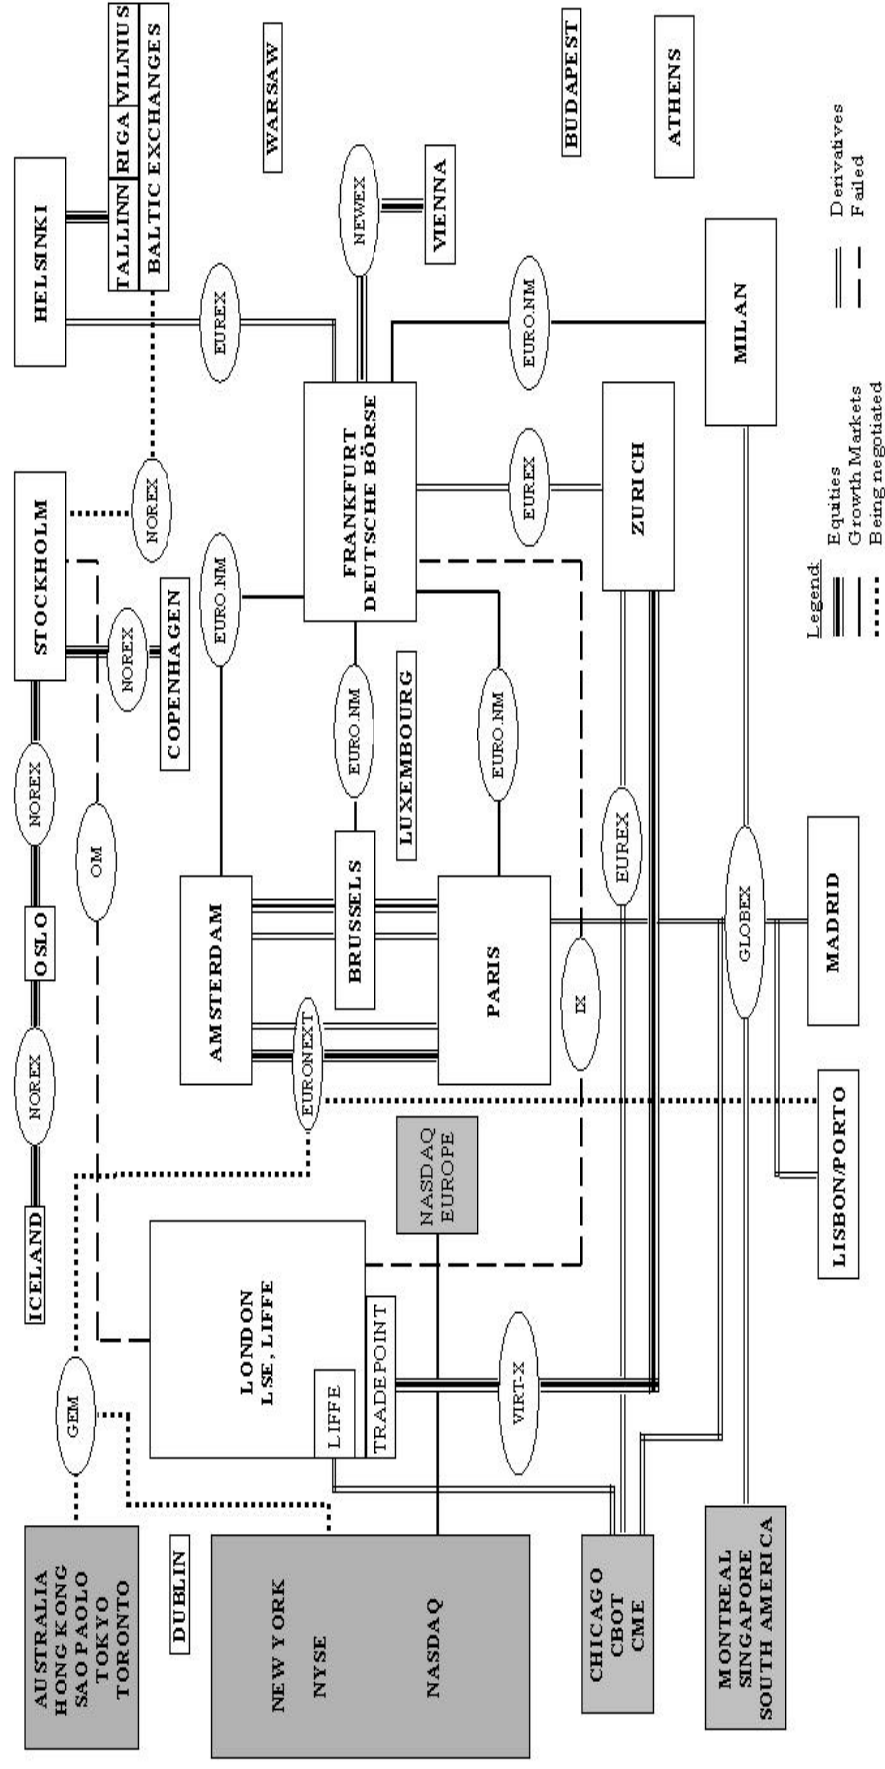 AUSTRALIA
HONG KONG
SAO PAOLO
TOKYO
TORONTO
ICELAND
NOREX
OSLO
NOREX
STOCKHOLM
HELSINKI
GEM
OM
NOREX
TALLINN RIGA VILNIUS
BALTIC EXCHANGES
NOREX
COPENHAGEN
DUBLIN
AMSTERDAM
EURO.NM
EUREX
WARSAW
NEW YORK
NYSE
NASDAQ
LONDON
LSE, LIFFE
LIFFE
TRADEPOINT
EURONEXT
BRUSSELS
EURO.NM
FRANKFURT
DEUTSCHE BÖRSE
NEWEX
VIENNA
LUXEMBOURG
NASDAQ
EUROPE
PARIS
EURO.NM
VIRT-X
EUREX
EURO.NM
IX
BUDAPEST
CHICAGO
CBOT
CME
EUREX
ZURICH
ATHENS
MONTREAL
SINGAPORE
SOUTH AMERICA
GLOBEX
MILAN
LISBON/PORTO
MADRID
Legend:
Equities
Derivatives
Growth Markets
Failed
Being negotiated